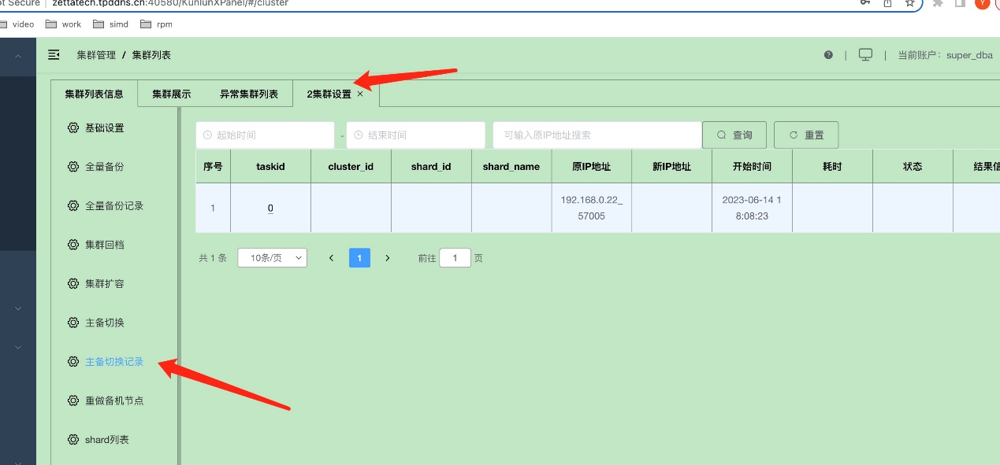 ot Secure | zettatech.tpddns.cn:40580/KunlunXPanel/#/cluster
video work simd rpm
集群管理 / 集群列表 | | 当前账户: super_dba
集群列表信息 集群展示 异常集群列表 2集群设置 ×
基础设置
全量备份
全量备份记录
集群回档
集群扩容
主备切换
主备切换记录
重做备机节点
shard列表
起始时间 - 结束时间 可输入原IP地址搜索 查询 重置
序号 taskid cluster_id shard_id shard_name 原IP地址 新IP地址 开始时间 耗时 状态 结果信
1 0 192.168.0.22_ 2023-06-14 1
57005 8:08:23
共 1 条 10条/页 1 前往 1 页